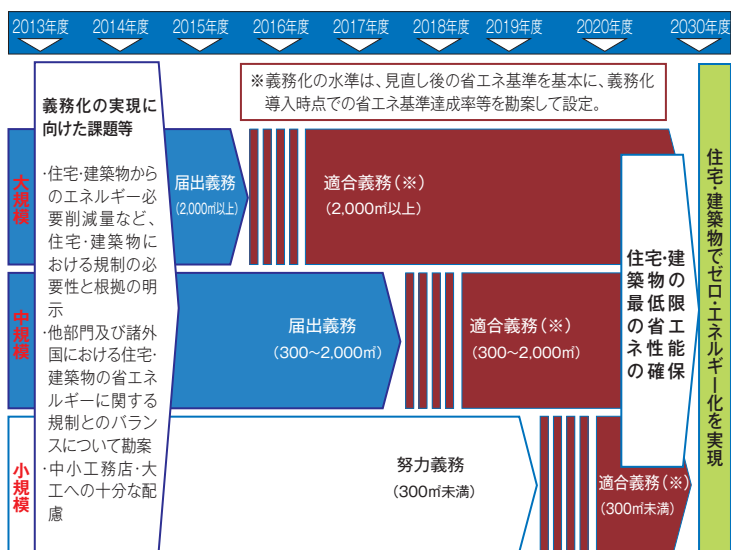 2013年度 2014年度 2015年度 2016年度 2017年度 2018年度 2019年度 2020年度 2030年度
※義務化の水準は、見直し後の省エネ基準を基本に、義務化
導入時点での省エネ基準達成率等を勘案して設定。
義務化の実現に
向けた課題等
・住宅・建築物から
のエネルギー必
要削減量など、
住宅・建築物に
おける規制の必
要性と根拠の明
示
・他部門及び諸外
国における住宅・
建築物の省エネ
ルギーに関する
規制とのバラン
スについて勘案
・中小工務店・大
工への十分な配
慮
大規模
届出義務
(2,000㎡以上)
適合義務(※)
(2,000㎡以上)
中規模
届出義務
(300~2,000㎡)
適合義務(※)
(300~2,000㎡)
小規模
努力義務
(300㎡未満)
適合義務(※)
(300㎡未満)
住宅・建
築物の
最低限
の省エ
ネ性能
の確保
住宅・建築物でゼロ・エネルギー化を実現